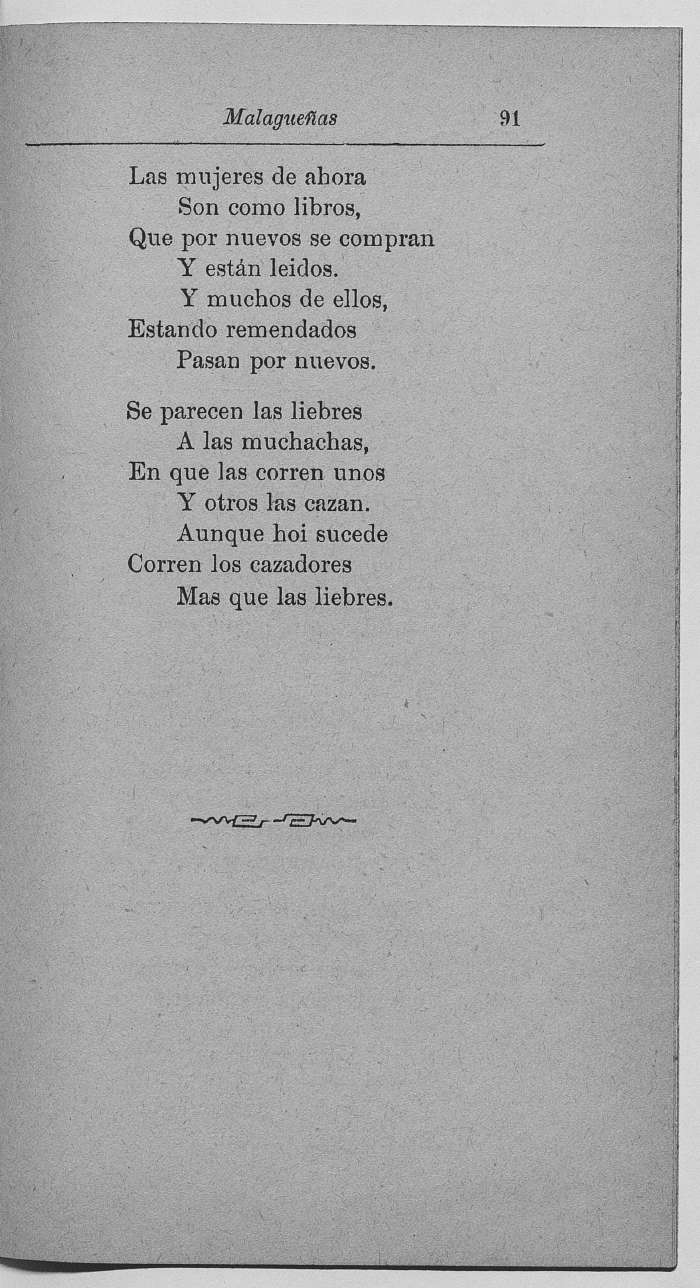 Malagueñas 91
Las mujeres de ahora
Son como libros,
Que por nuevos se compran
Y están leidos.
Y muchos de ellos,
Estando remendados
Pasan por nuevos.
Se parecen las liebres
A las muchachas,
En que las corren unos
Y otros las cazan.
Aunque hoi sucede
Corren los cazadores
Mas que las liebres.